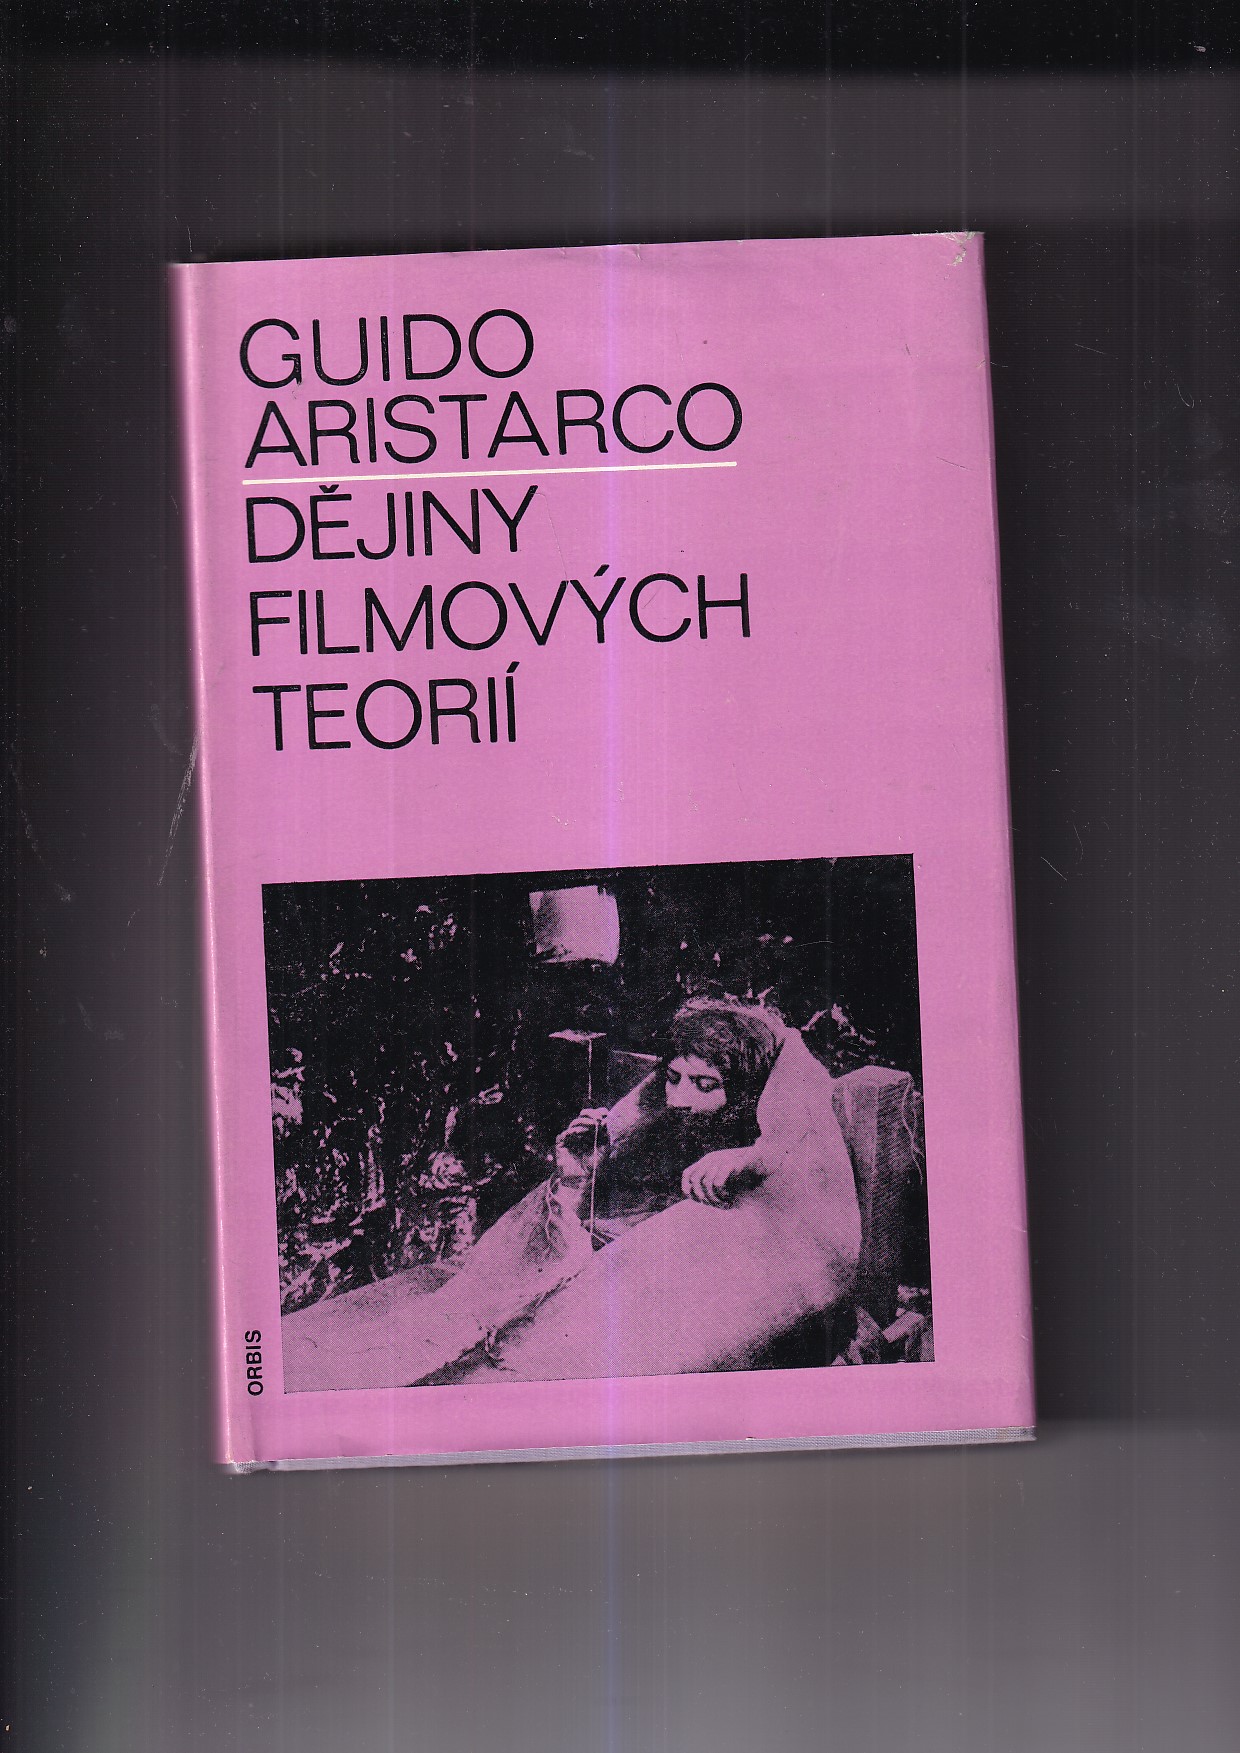 GUIDO
ARISTARCO
DĚJINY
FILMOVÝCH
TEORIÍ
ORBIS